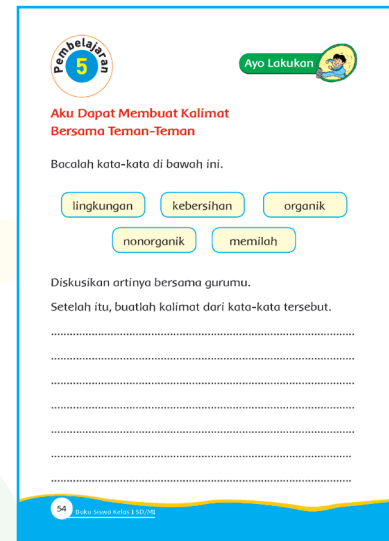 Pembelajaran
5
Ayo Lakukan
Aku Dapat Membuat Kalimat
Bersama Teman-Teman
Bacalah kata-kata di bawah ini.
lingkungan kebersihan organik
nonorganik memilah
Diskusikan artinya bersama gurumu.
Setelah itu, buatlah kalimat dari kata-kata tersebut.
54 Buku Siswa Kelas I SD/MI